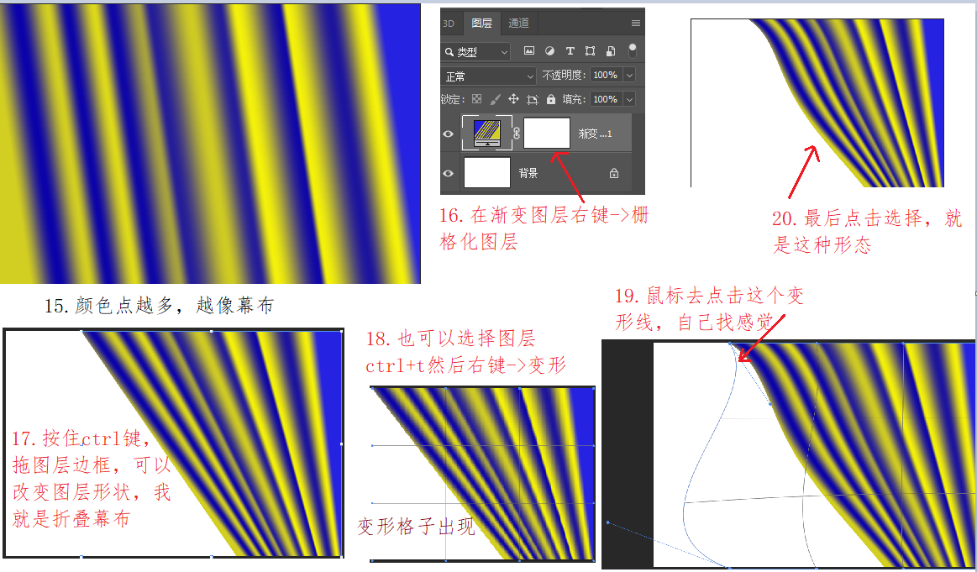 3D 图层 通道
类型
正常 不透明度: 100%
锁定: 填充: 100%
渐变...1
背景
15.颜色点越多，越像幕布
16.在渐变图层右键->栅
格化图层
20.最后点击选择，就
是这种形态
17.按住ctrl键，
拖图层边框，可以
改变图层形状，我
就是折叠幕布
18.也可以选择图层
ctrl+t然后右键->变形
变形格子出现
19.鼠标去点击这个变
形线，自己找感觉